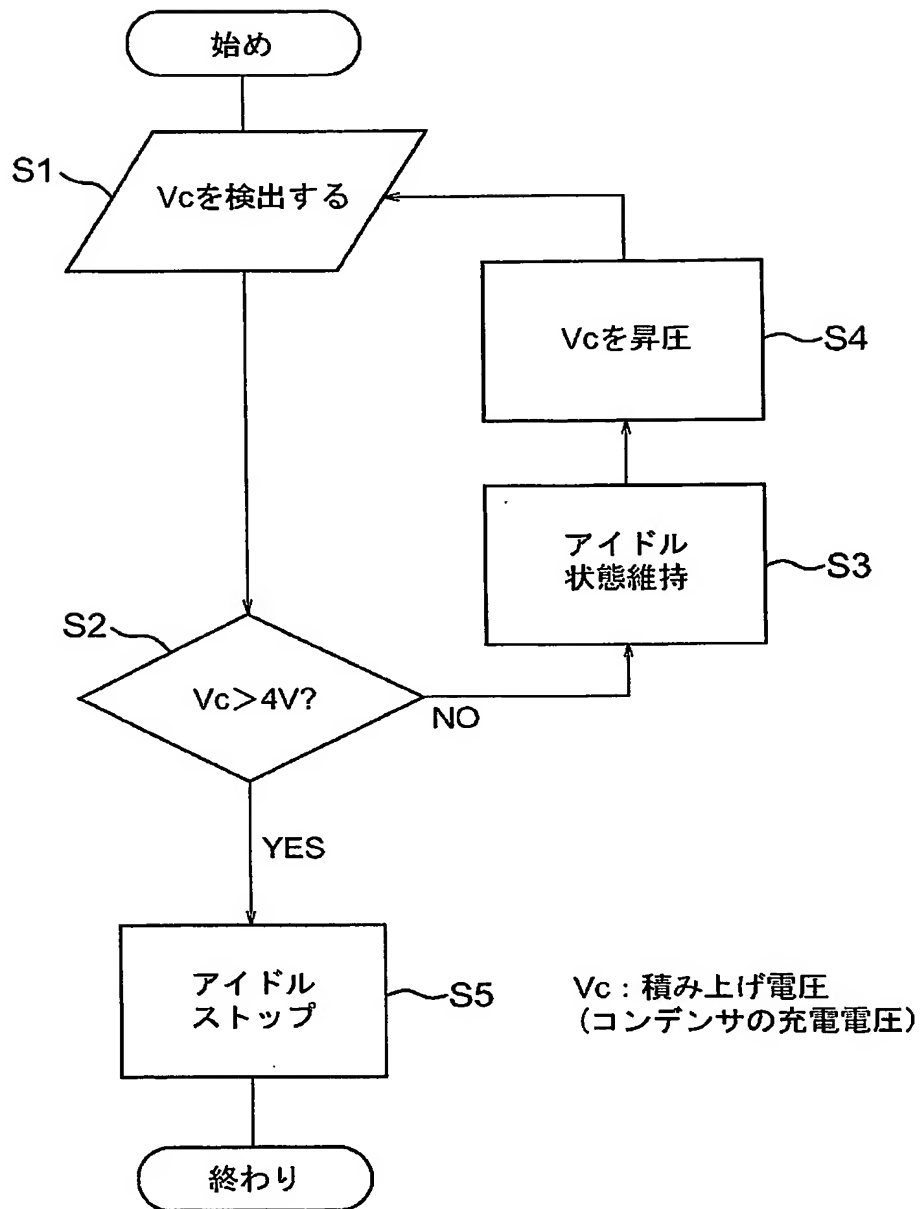 始め
S1
Vcを検出する
Vcを昇圧
S4
アイドル
状態維持
S3
S2
Vc＞4V?
NO
YES
アイドル
ストップ
S5
Vc：積み上げ電圧
（コンデンサの充電電圧）
終わり